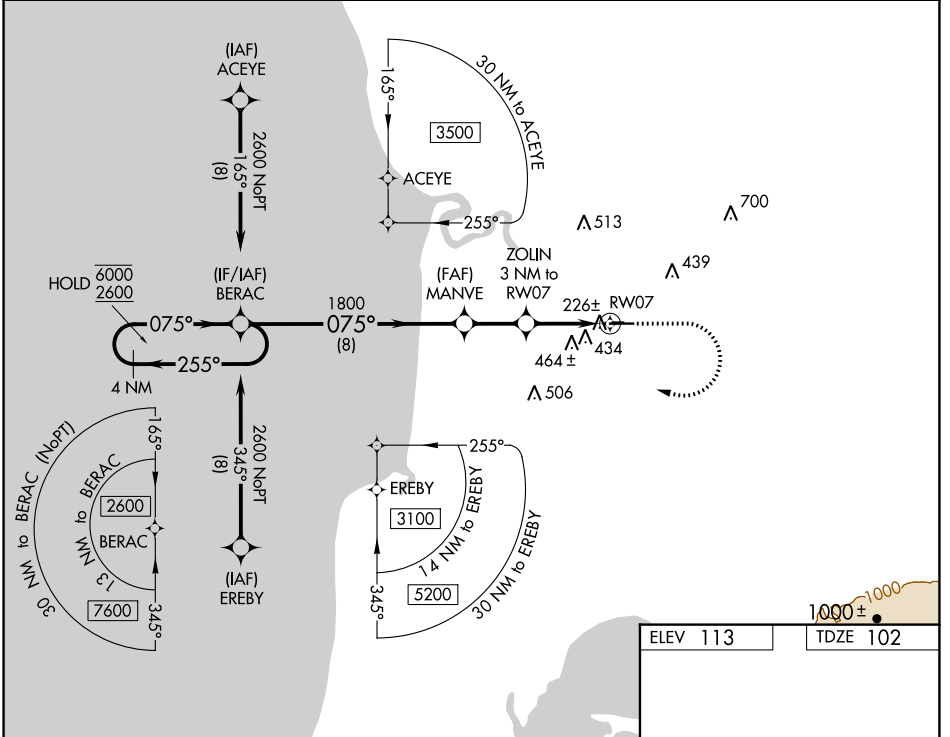 (IAF)
ACEYE
2600 NoPT
165°
(8)
30 NM to ACEYE
165°
3500
ACEYE
255°
513
700
439
HOLD 6000
2600
(IF/IAF)
BERAC
075°
255°
4 NM
1800
075°
(8)
(FAF)
MANVE
ZOLIN
3 NM to
RW07
226±
RW07
464±
434
506
30 NM to BERAC (NoPT)
13 NM to BERAC
165°
2600
BERAC
7600
345°
2600 NoPT
345°
(8)
(IAF)
EREBY
255°
EREBY
3100
14 NM to EREBY
5200
30 NM to EREBY
345°
1000
1000±
ELEV 113
TDZE 102